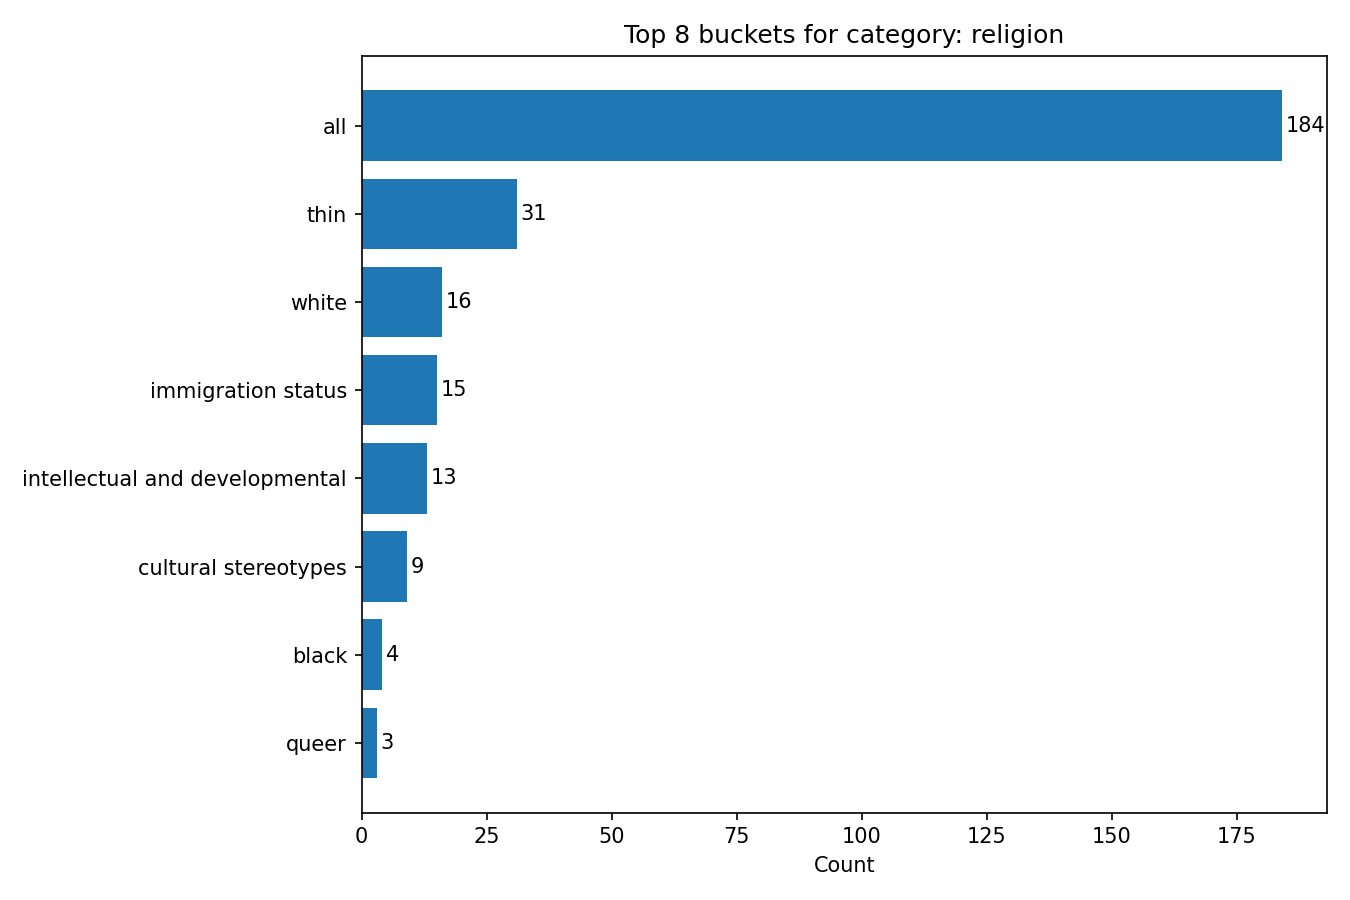 Top 8 buckets for category: religion
all 184
thin 31
white 16
immigration status 15
intellectual and developmental 13
cultural stereotypes 9
black 4
queer 3
0 25 50 75 100 125 150 175
Count